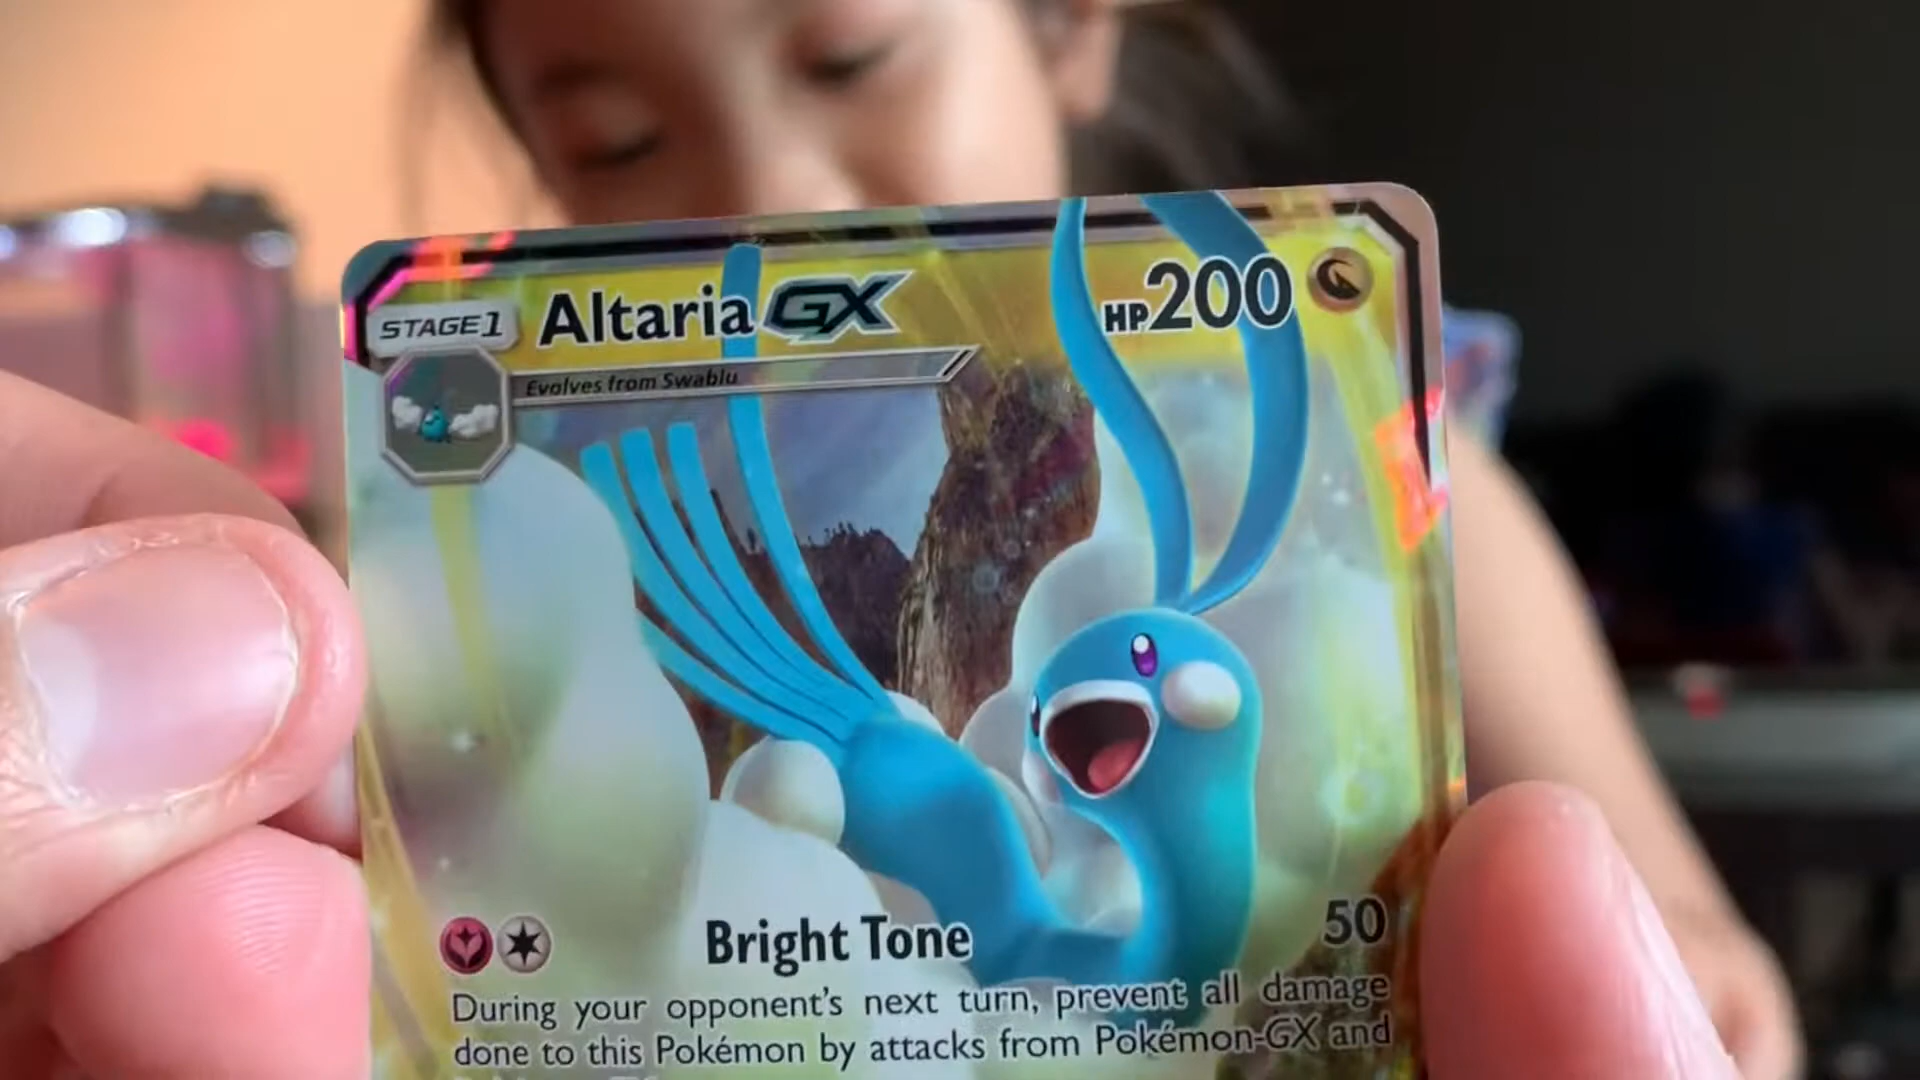 STAGE1 Altaria GX HP200
Evolves from Swablu
Bright Tone 50
During your opponent's next turn, prevent all damage
done to this Pokémon by attacks from Pokémon-GX and